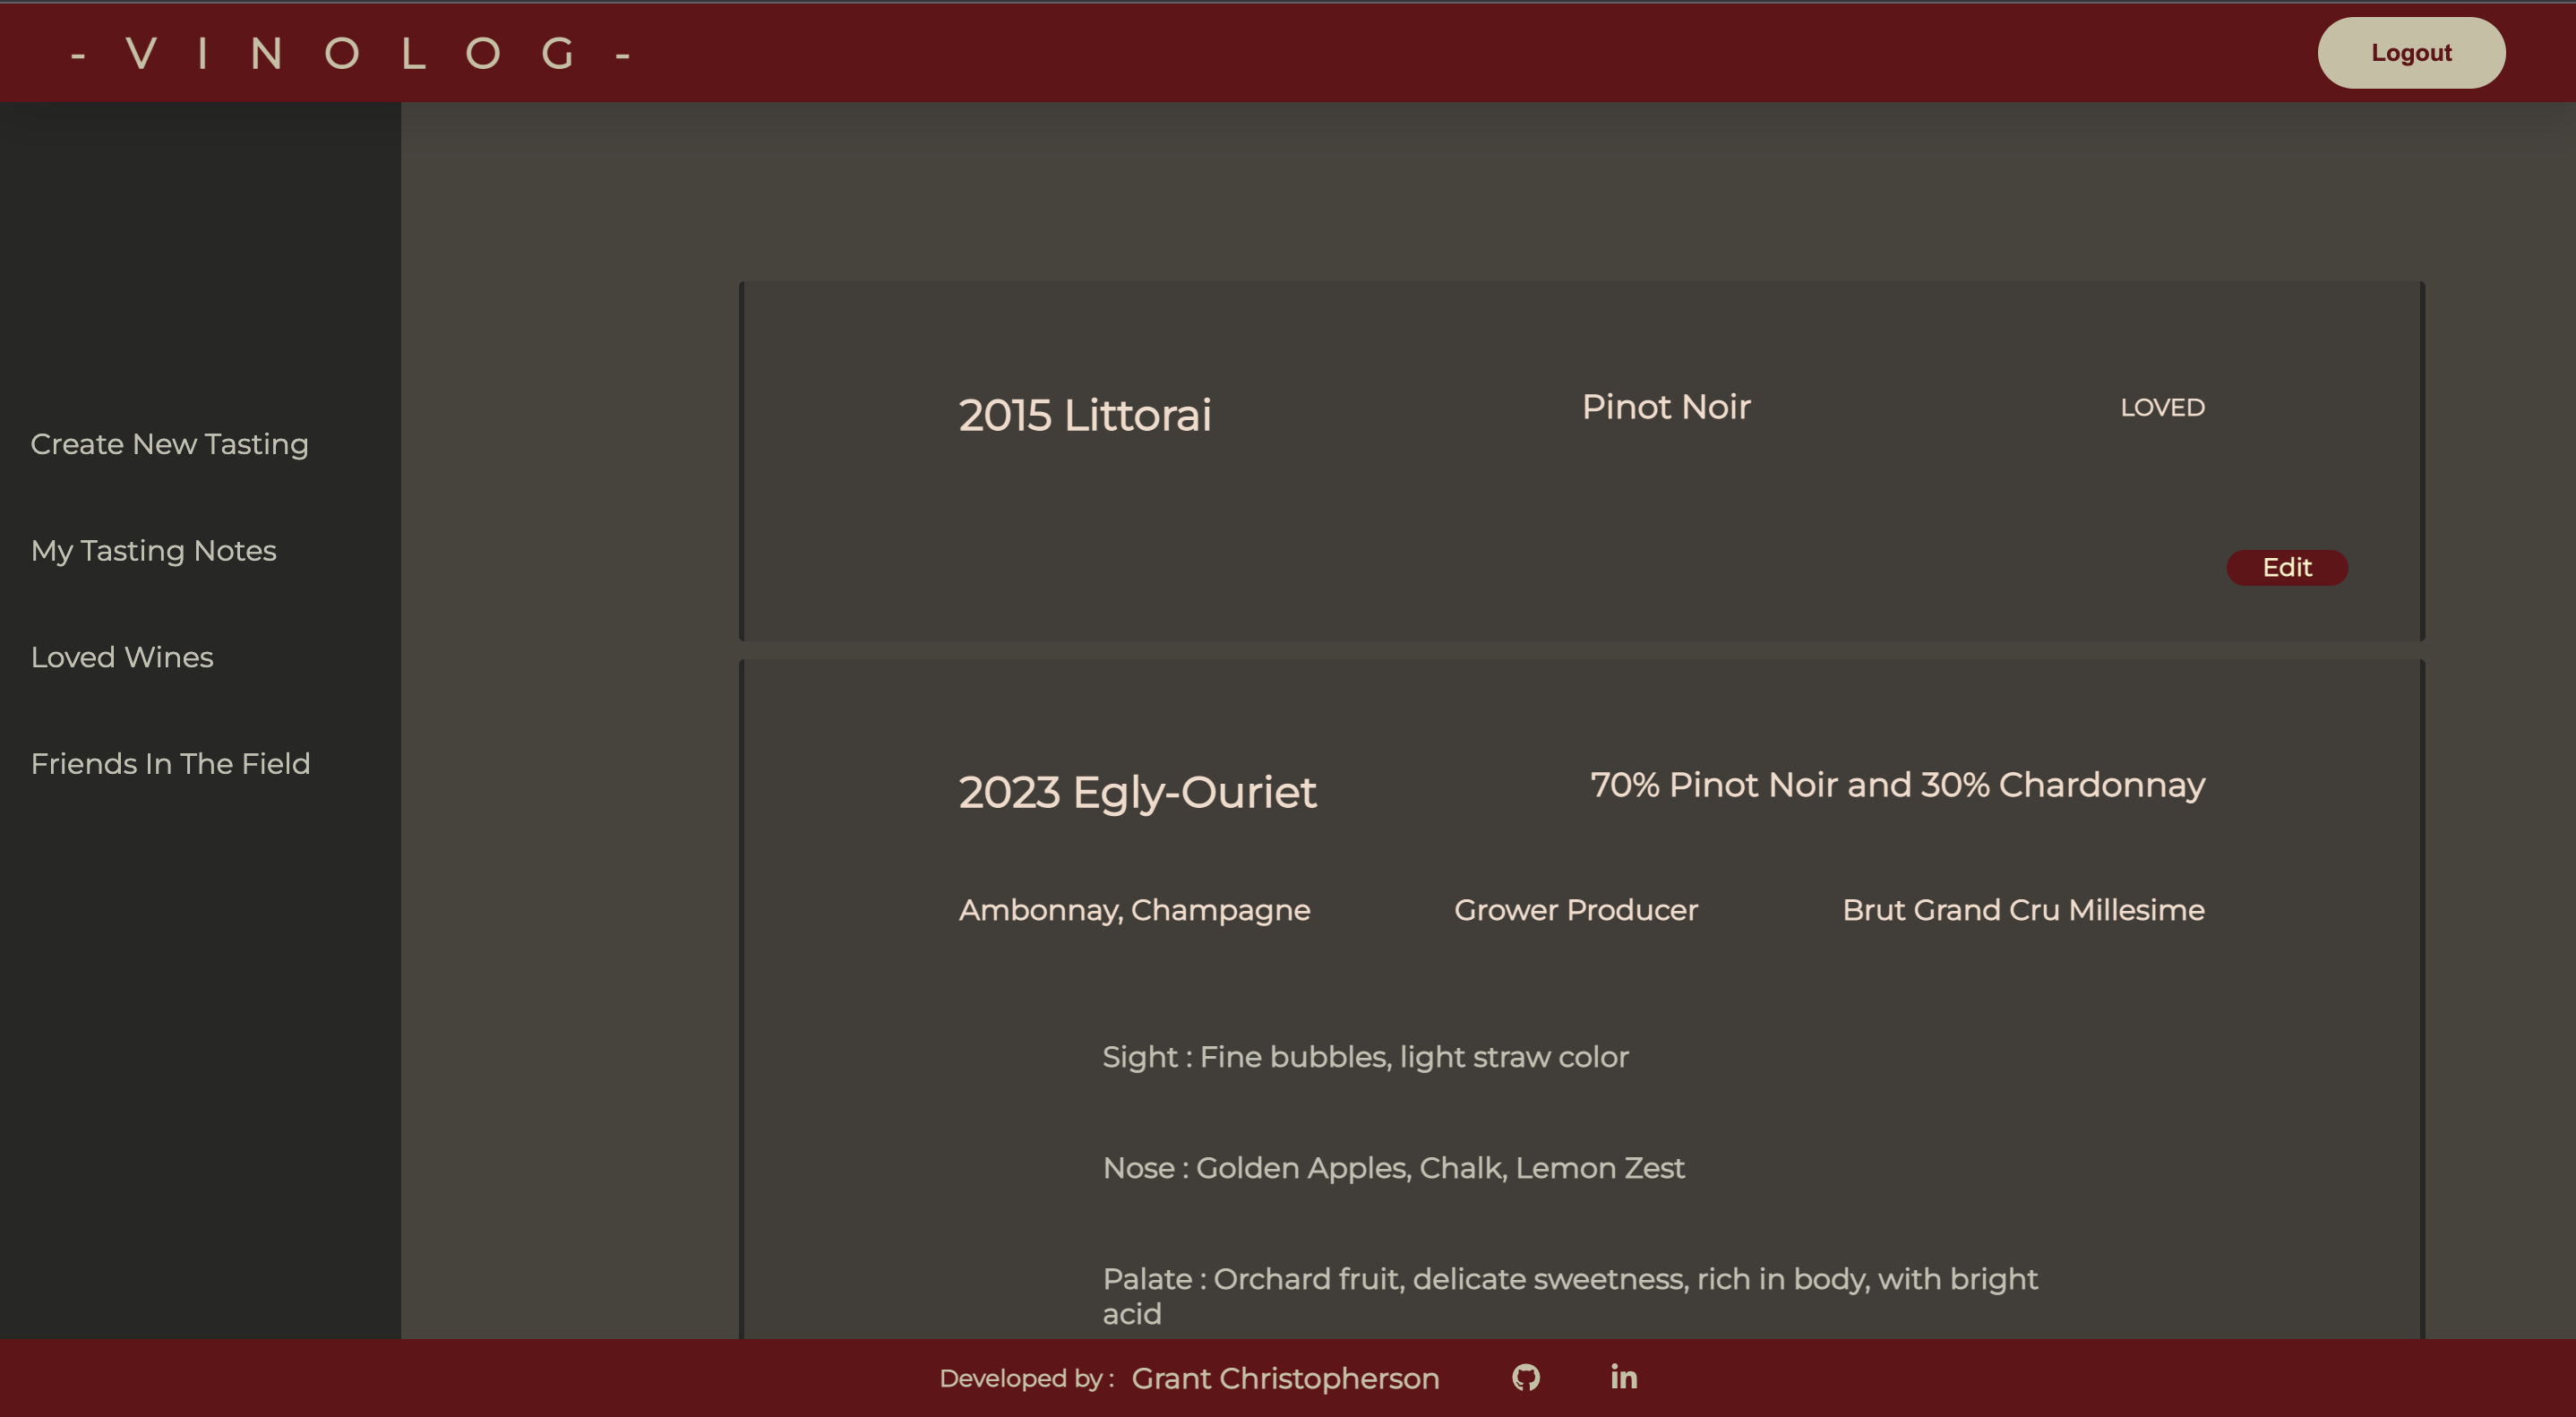 - V I N O L O G -
Logout
Create New Tasting
My Tasting Notes
Loved Wines
Friends In The Field
2015 Littorai
Pinot Noir
LOVED
Edit
2023 Egly-Ouriet
70% Pinot Noir and 30% Chardonnay
Ambonnay, Champagne
Grower Producer
Brut Grand Cru Millesime
Sight : Fine bubbles, light straw color
Nose : Golden Apples, Chalk, Lemon Zest
Palate : Orchard fruit, delicate sweetness, rich in body, with bright
acid
Developed by : Grant Christopherson
in